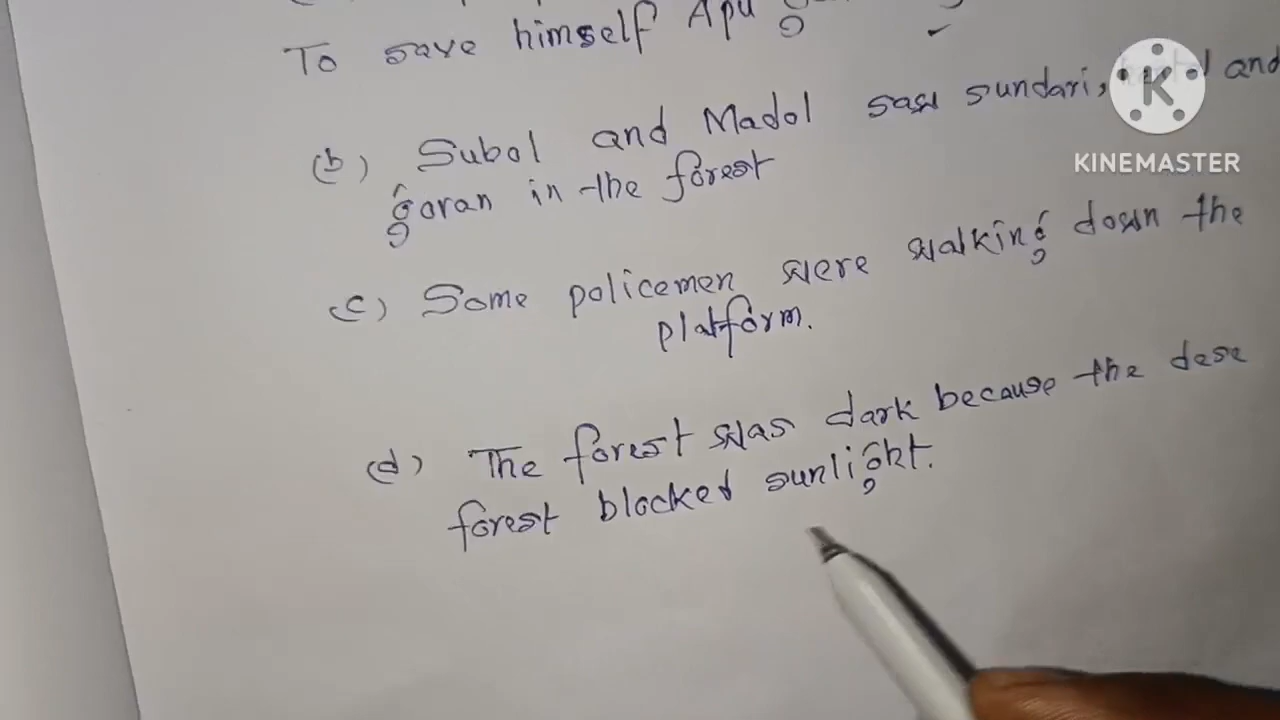 To save himself Apu
(b) Subol and Madol saw sundari, and
goran in the forest
(c) Some policemen were walking down the
platform.
(d) The forest was dark because the dese
forest blocked sunlight.
KINEMASTER